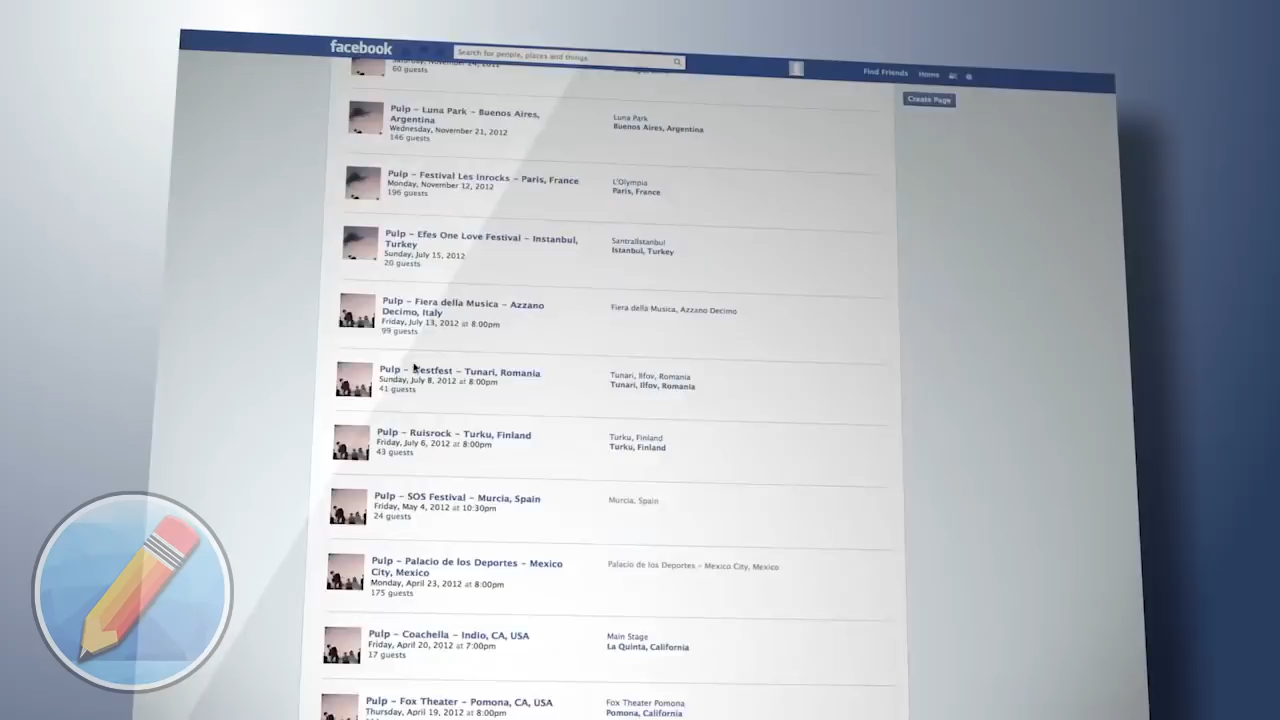 facebook
Search for people, places and things
Find Friends
Home
Create Page
Saturday, November 24, 2012
60 guests
Pulp – Luna Park – Buenos Aires,
Argentina
Wednesday, November 21, 2012
146 guests
Luna Park
Buenos Aires, Argentina
Pulp – Festival Les Inrocks – Paris, France
Monday, November 12, 2012
196 guests
L'Olympia
Paris, France
Pulp – Efes One Love Festival – Instanbul,
Turkey
Sunday, July 15, 2012
20 guests
Santralistanbul
Istanbul, Turkey
Pulp – Fiera della Musica – Azzano
Decimo, Italy
Friday, July 13, 2012 at 8:00pm
99 guests
Fiera della Musica, Azzano Decimo
Pulp – Bestfest – Tunari, Romania
Sunday, July 8, 2012 at 8:00pm
41 guests
Tunari, Ilfov, Romania
Tunari, Ilfov, Romania
Pulp – Ruisrock – Turku, Finland
Friday, July 6, 2012 at 8:00pm
43 guests
Turku, Finland
Turku, Finland
Pulp – SOS Festival – Murcia, Spain
Friday, May 4, 2012 at 10:30pm
24 guests
Murcia, Spain
Pulp – Palacio de los Deportes – Mexico
City, Mexico
Monday, April 23, 2012 at 8:00pm
175 guests
Palacio de los Deportes – Mexico City, Mexico
Pulp – Coachella – Indio, CA, USA
Friday, April 20, 2012 at 7:00pm
17 guests
Main Stage
La Quinta, California
Pulp – Fox Theater – Pomona, CA, USA
Thursday, April 19, 2012 at 8:00pm
Fox Theater Pomona
Pomona, California